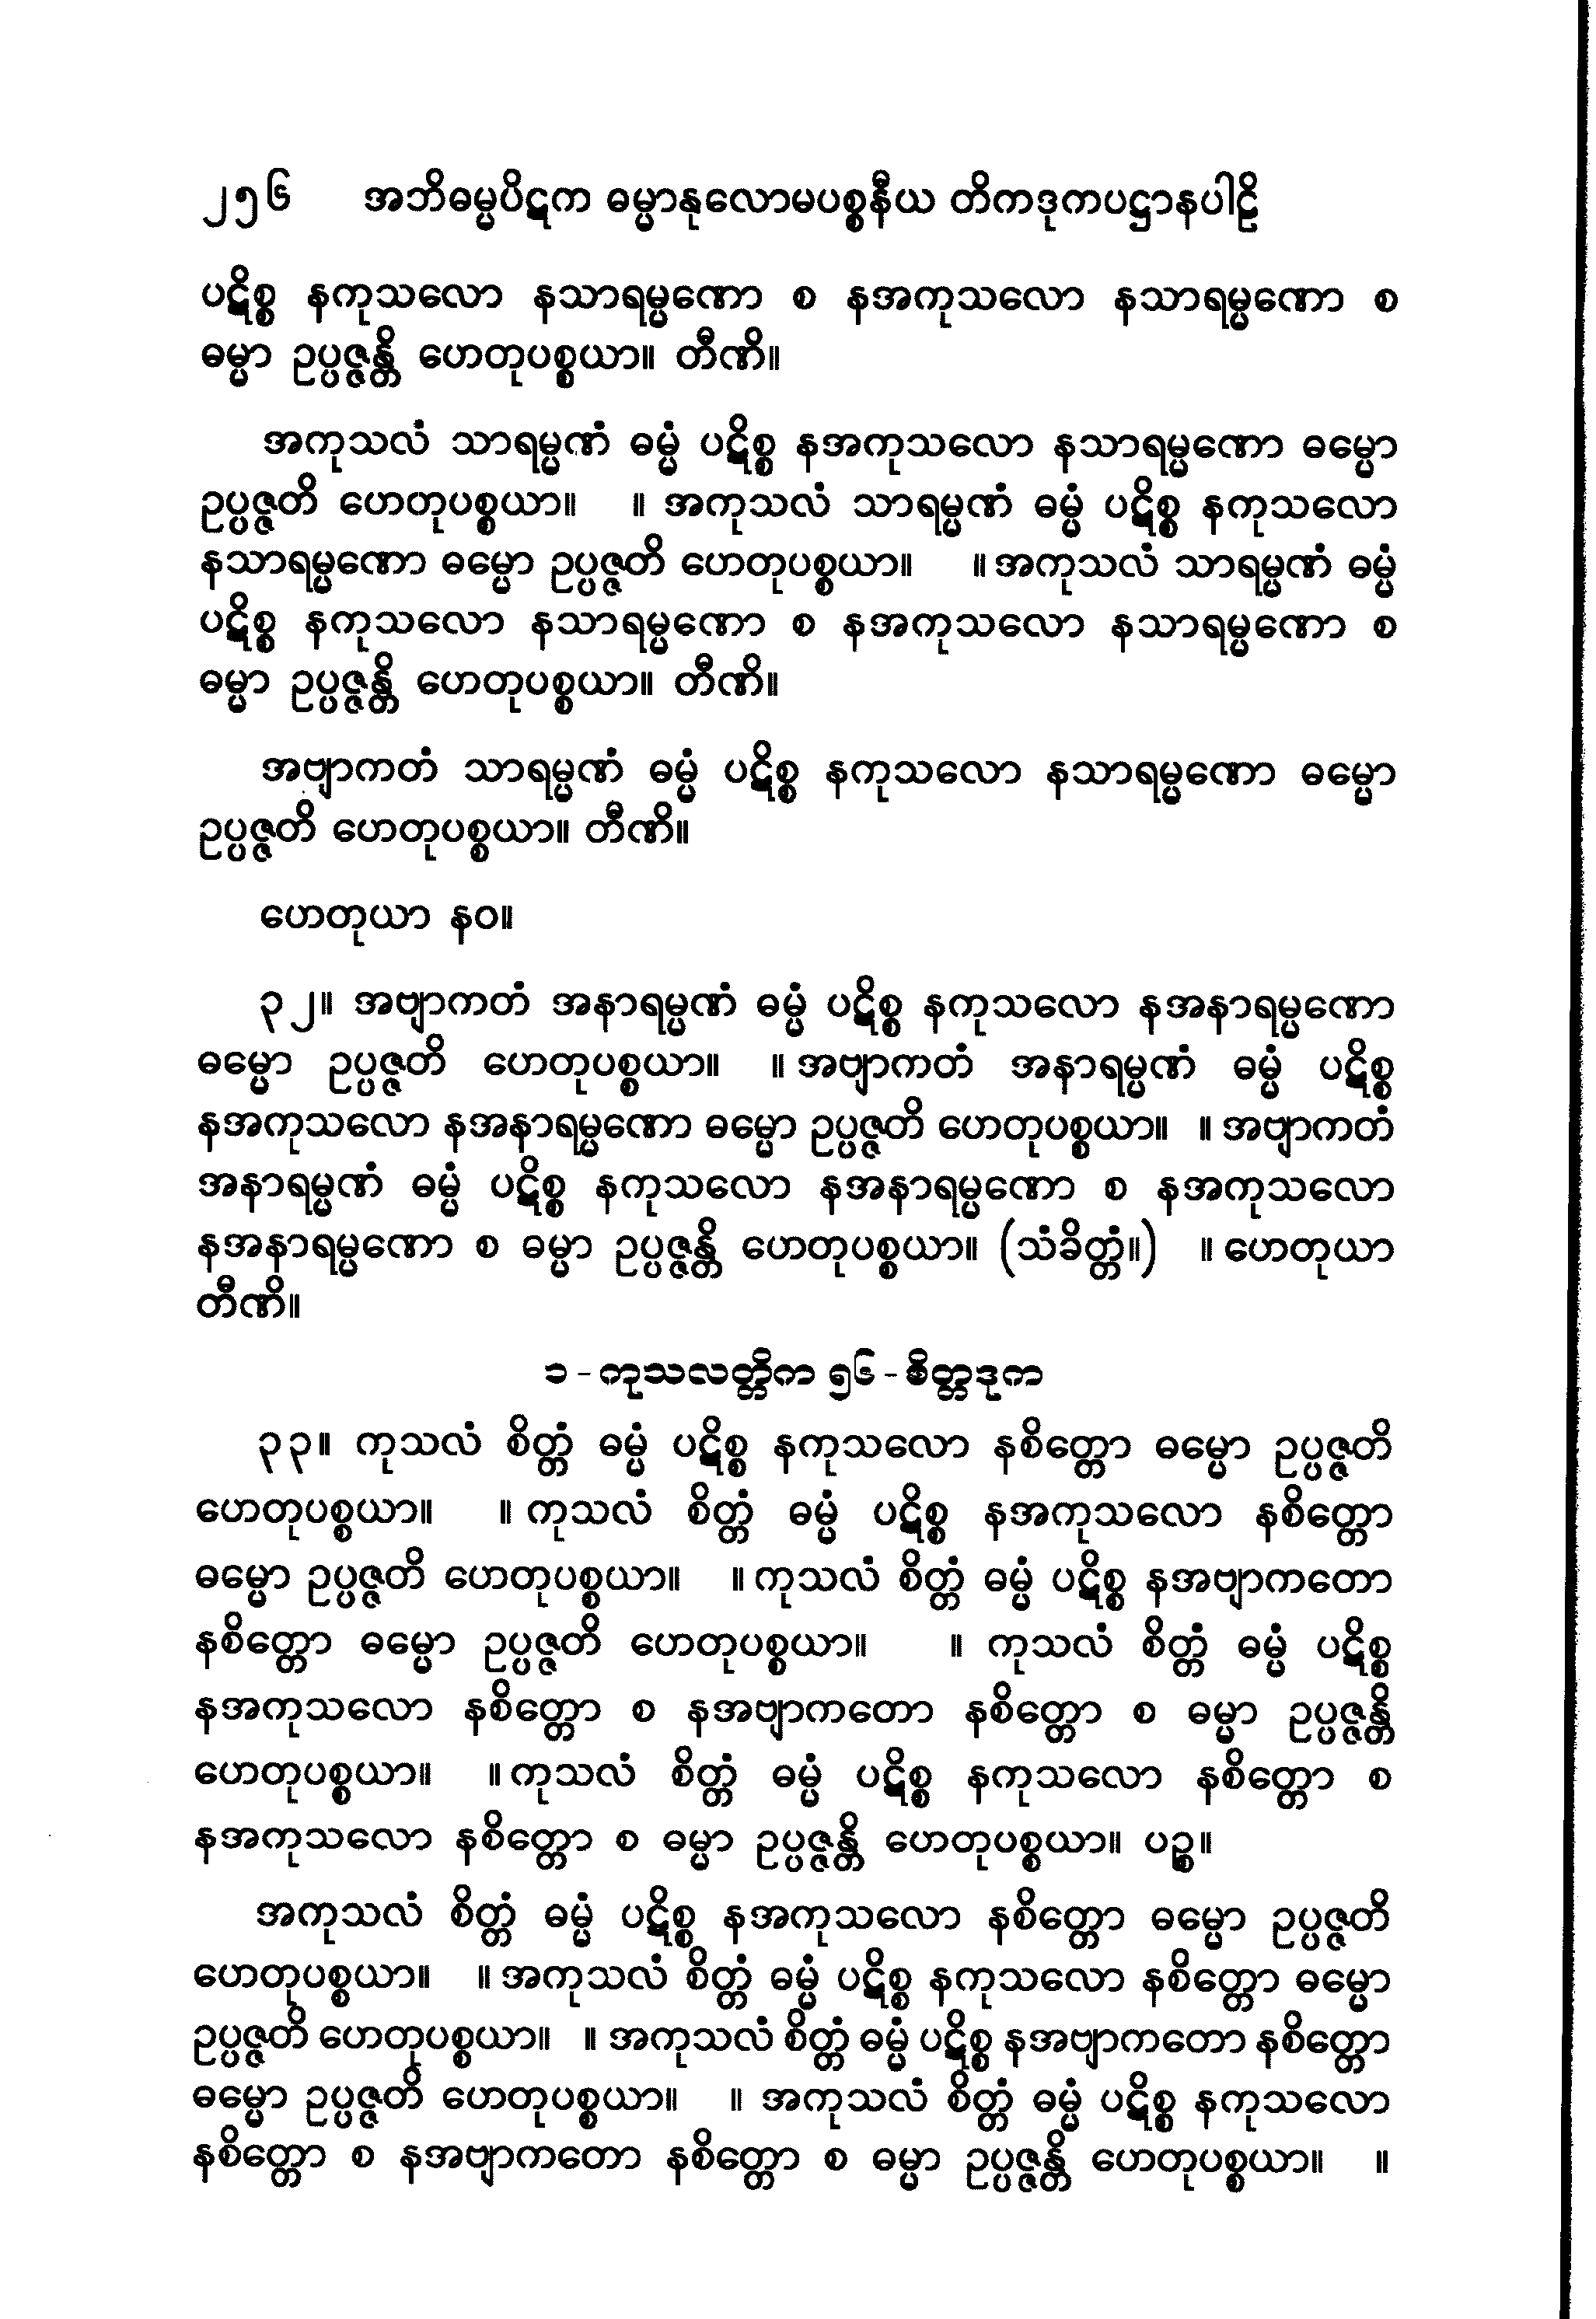 ၂၅၆ အဘိဓမ္မပိဋက ဓမ္မာနုလောမပစ္စနီယ တိကဒုကပဋ္ဌာနပါဠိ
ပဋိစ္စ နကုသလော နသာရမ္မဏော စ နအကုသလော နသာရမ္မဏော စ
ဓမ္မာ ဥပ္ပဇ္ဇန္တိ ဟေတုပစ္စယာ။ တီဏိ။
အကုသလံ သာရမ္မဏံ ဓမ္မံ ပဋိစ္စ နအကုသလော နသာရမ္မဏော ဓမ္မော
ဥပ္ပဇ္ဇတိ ဟေတုပစ္စယာ။ ။ အကုသလံ သာရမ္မဏံ ဓမ္မံ ပဋိစ္စ နကုသလော
နသာရမ္မဏော ဓမ္မော ဥပ္ပဇ္ဇတိ ဟေတုပစ္စယာ။ ။ အကုသလံ သာရမ္မဏံ ဓမ္မံ
ပဋိစ္စ နကုသလော နသာရမ္မဏော စ နအကုသလော နသာရမ္မဏော စ
ဓမ္မာ ဥပ္ပဇ္ဇန္တိ ဟေတုပစ္စယာ။ တီဏိ။
အဗျာကတံ သာရမ္မဏံ ဓမ္မံ ပဋိစ္စ နကုသလော နသာရမ္မဏော ဓမ္မော
ဥပ္ပဇ္ဇတိ ဟေတုပစ္စယာ။ တီဏိ။
ဟေတုယာ နဝ။
၃၂။ အဗျာကတံ အနာရမ္မဏံ ဓမ္မံ ပဋိစ္စ နကုသလော နအနာရမ္မဏော
ဓမ္မော ဥပ္ပဇ္ဇတိ ဟေတုပစ္စယာ။ ။ အဗျာကတံ အနာရမ္မဏံ ဓမ္မံ ပဋိစ္စ
နအကုသလော နအနာရမ္မဏော ဓမ္မော ဥပ္ပဇ္ဇတိ ဟေတုပစ္စယာ။ ။ အဗျာကတံ
အနာရမ္မဏံ ဓမ္မံ ပဋိစ္စ နကုသလော နအနာရမ္မဏော စ နအကုသလော
နအနာရမ္မဏော စ ဓမ္မာ ဥပ္ပဇ္ဇန္တိ ဟေတုပစ္စယာ။ (သံခိတ္တံ။) ။ ဟေတုယာ
တီဏိ။
၁ - ကုသလတ္တိက ၅၆ - စိတ္တဒုက
၃၃။ ကုသလံ စိတ္တံ ဓမ္မံ ပဋိစ္စ နကုသလော နစိတ္တော ဓမ္မော ဥပ္ပဇ္ဇတိ
ဟေတုပစ္စယာ။ ။ ကုသလံ စိတ္တံ ဓမ္မံ ပဋိစ္စ နအကုသလော နစိတ္တော
ဓမ္မော ဥပ္ပဇ္ဇတိ ဟေတုပစ္စယာ။ ။ ကုသလံ စိတ္တံ ဓမ္မံ ပဋိစ္စ နအဗျာကတော
နစိတ္တော ဓမ္မော ဥပ္ပဇ္ဇတိ ဟေတုပစ္စယာ။ ။ ကုသလံ စိတ္တံ ဓမ္မံ ပဋိစ္စ
နအကုသလော နစိတ္တော စ နအဗျာကတော နစိတ္တော စ ဓမ္မာ ဥပ္ပဇ္ဇန္တိ
ဟေတုပစ္စယာ။ ။ ကုသလံ စိတ္တံ ဓမ္မံ ပဋိစ္စ နကုသလော နစိတ္တော စ
နအကုသလော နစိတ္တော စ ဓမ္မာ ဥပ္ပဇ္ဇန္တိ ဟေတုပစ္စယာ။ ပဉ္စ။
အကုသလံ စိတ္တံ ဓမ္မံ ပဋိစ္စ နအကုသလော နစိတ္တော ဓမ္မော ဥပ္ပဇ္ဇတိ
ဟေတုပစ္စယာ။ ။ အကုသလံ စိတ္တံ ဓမ္မံ ပဋိစ္စ နကုသလော နစိတ္တော ဓမ္မော
ဥပ္ပဇ္ဇတိ ဟေတုပစ္စယာ။ ။ အကုသလံ စိတ္တံ ဓမ္မံ ပဋိစ္စ နအဗျာကတော နစိတ္တော
ဓမ္မော ဥပ္ပဇ္ဇတိ ဟေတုပစ္စယာ။ ။ အကုသလံ စိတ္တံ ဓမ္မံ ပဋိစ္စ နကုသလော
နစိတ္တော စ နအဗျာကတော နစိတ္တော စ ဓမ္မာ ဥပ္ပဇ္ဇန္တိ ဟေတုပစ္စယာ။ ။